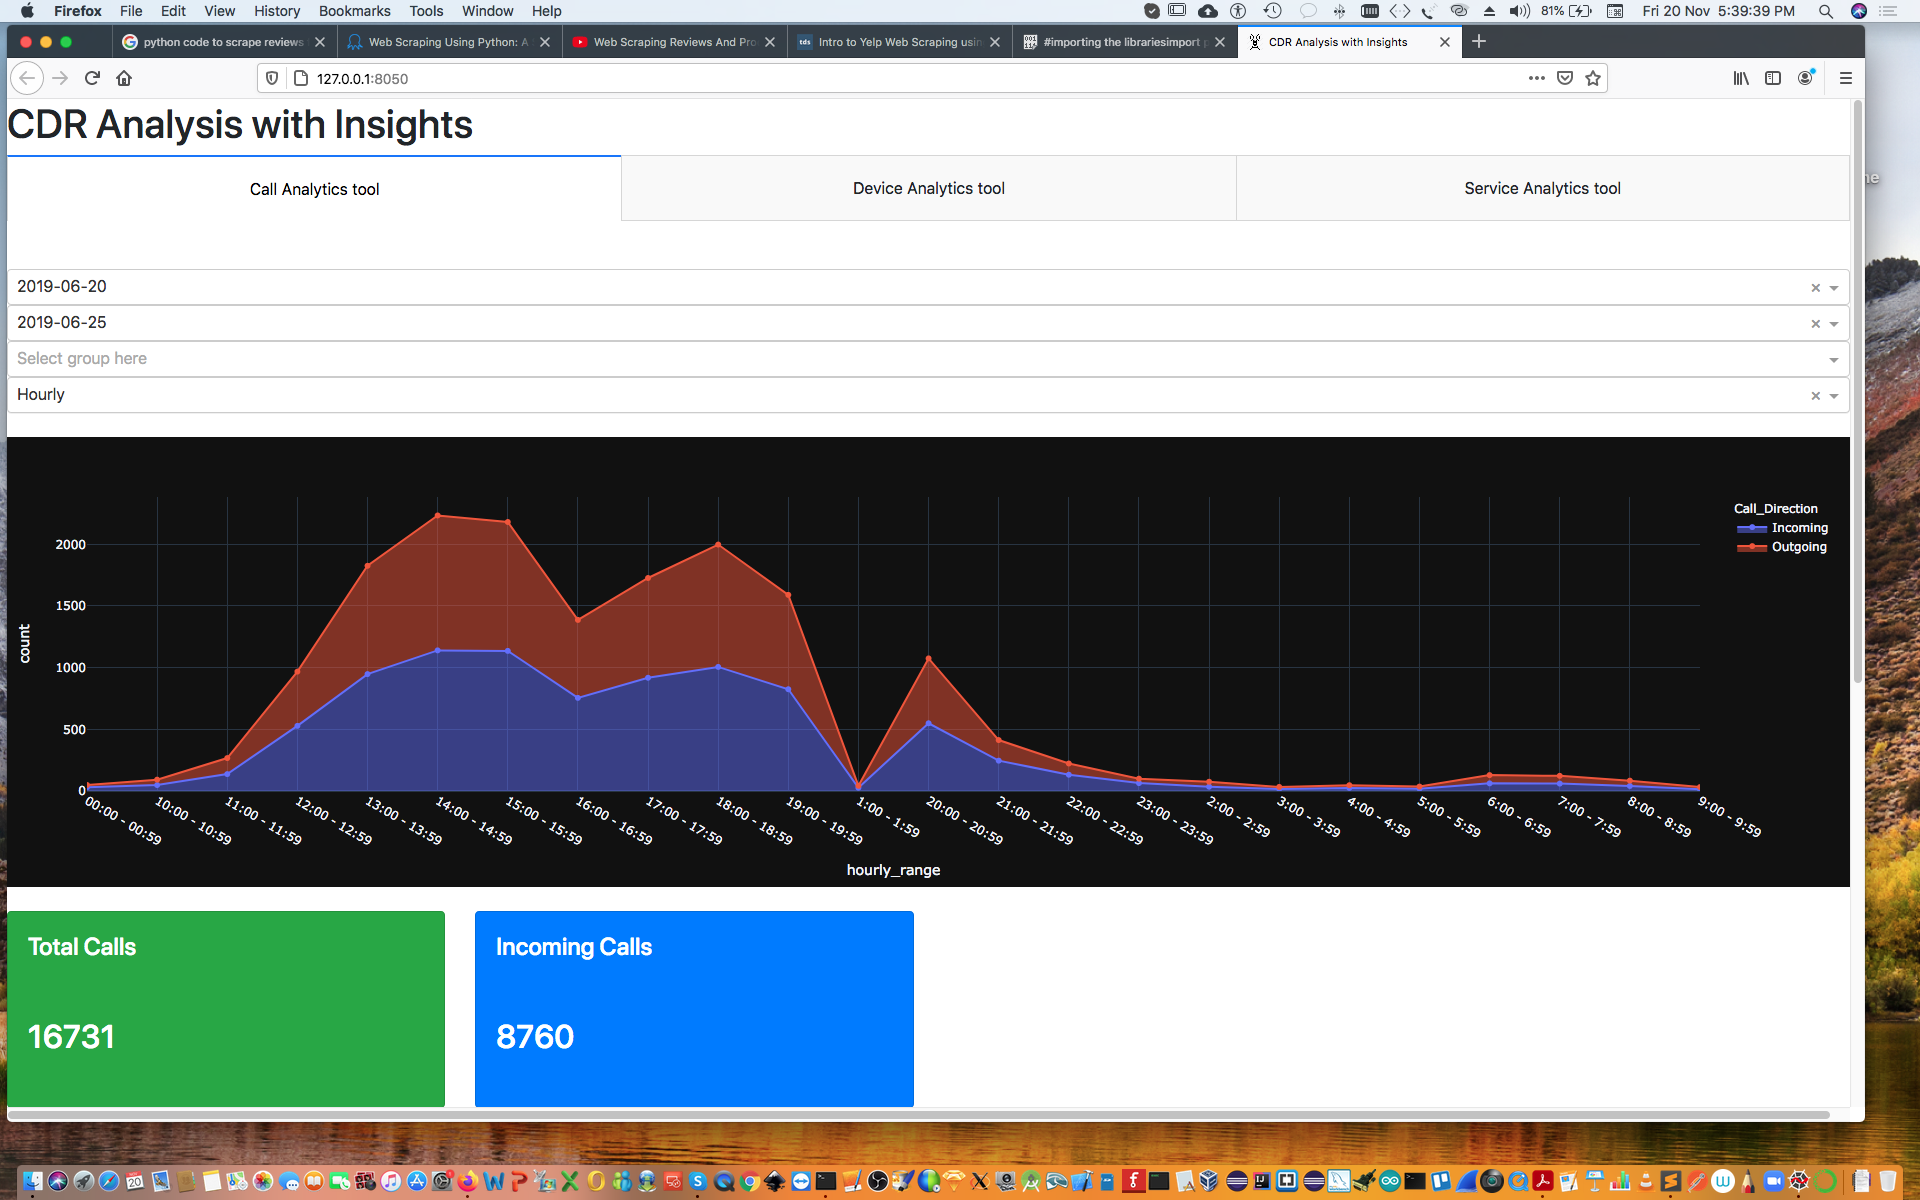 Firefox File Edit View History Bookmarks Tools Window Help 81% Fri 20 Nov 5:39:39 PM
python code to scrape reviews Web Scraping Using Python: A Web Scraping Reviews And Pro Intro to Yelp Web Scraping usin #importing the librariesimport p CDR Analysis with Insights
127.0.0.1:8050
CDR Analysis with Insights
Call Analytics tool Device Analytics tool Service Analytics tool
2019-06-20
2019-06-25
Select group here
Hourly
Call_Direction
Incoming
Outgoing
2000
1500
1000
500
0
count
00:00 - 00:59 10:00 - 10:59 11:00 - 11:59 12:00 - 12:59 13:00 - 13:59 14:00 - 14:59 15:00 - 15:59 16:00 - 16:59 17:00 - 17:59 18:00 - 18:59 19:00 - 19:59 1:00 - 1:59 20:00 - 20:59 21:00 - 21:59 22:00 - 22:59 23:00 - 23:59 2:00 - 2:59 3:00 - 3:59 4:00 - 4:59 5:00 - 5:59 6:00 - 6:59 7:00 - 7:59 8:00 - 8:59 9:00 - 9:59
hourly_range
Total Calls Incoming Calls
16731 8760